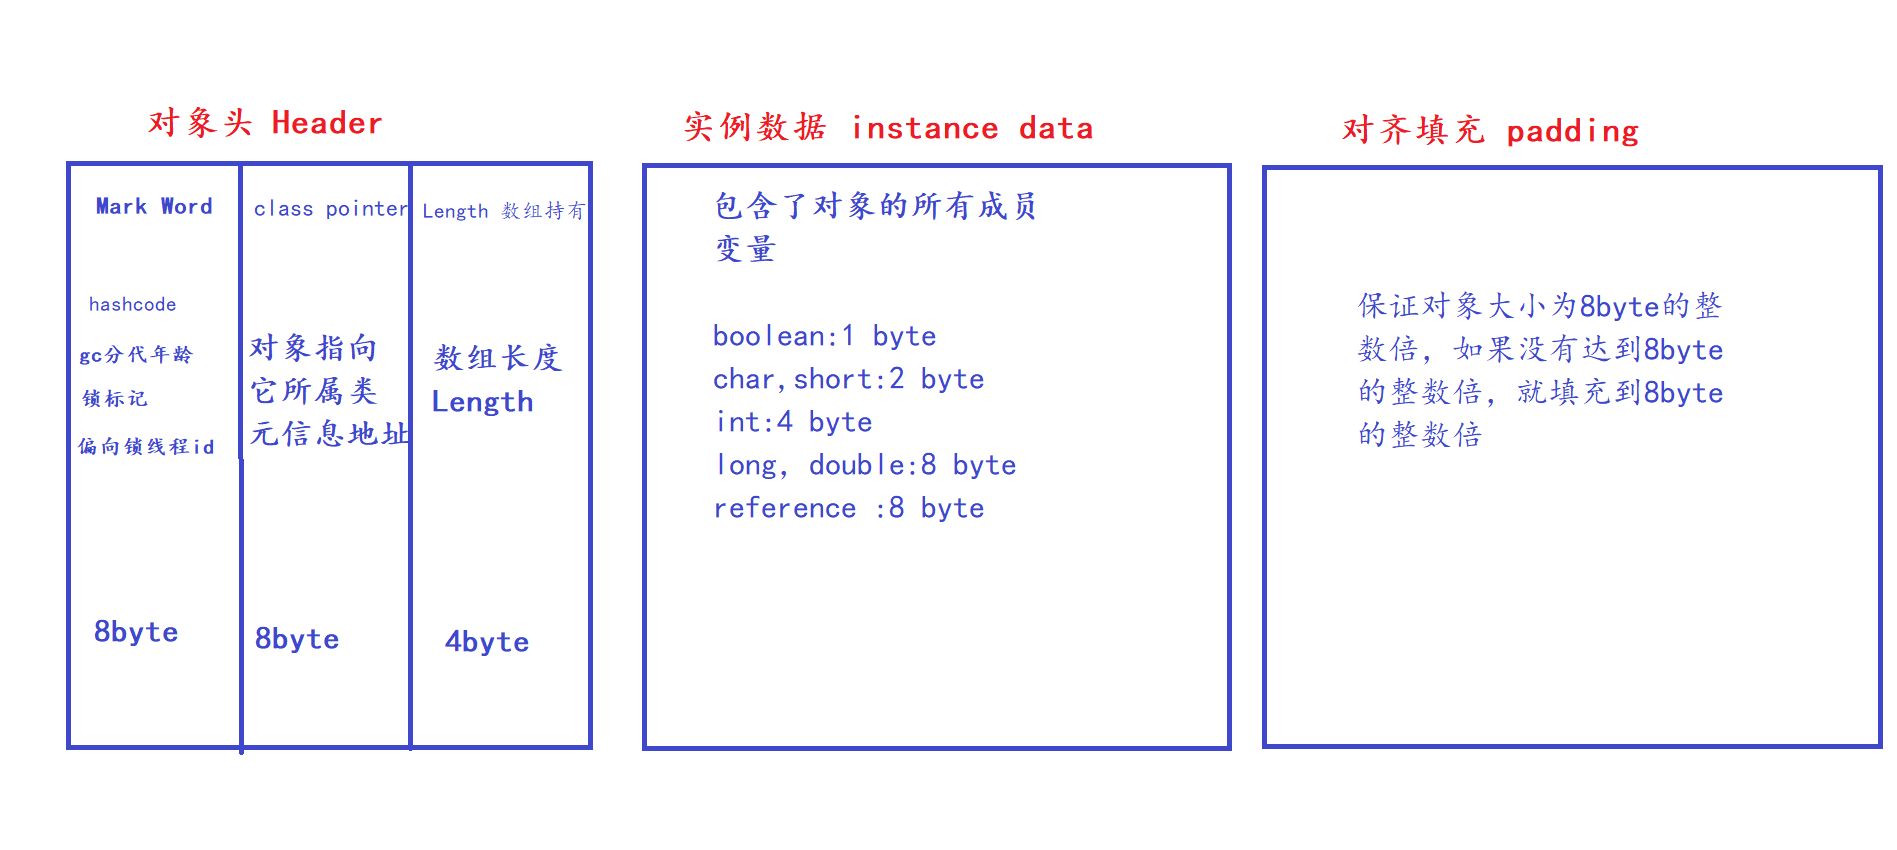 对象头 Header
Mark Word
hashcode
gc分代年龄
锁标记
偏向锁线程id
8byte
class pointer
对象指向
它所属类
元信息地址
8byte
Length 数组持有
数组长度
Length
4byte
实例数据 instance data
包含了对象的所有成员
变量
boolean:1 byte
char,short:2 byte
int:4 byte
long, double:8 byte
reference :8 byte
对齐填充 padding
保证对象大小为8byte的整
数倍，如果没有达到8byte
的整数倍，就填充到8byte
的整数倍